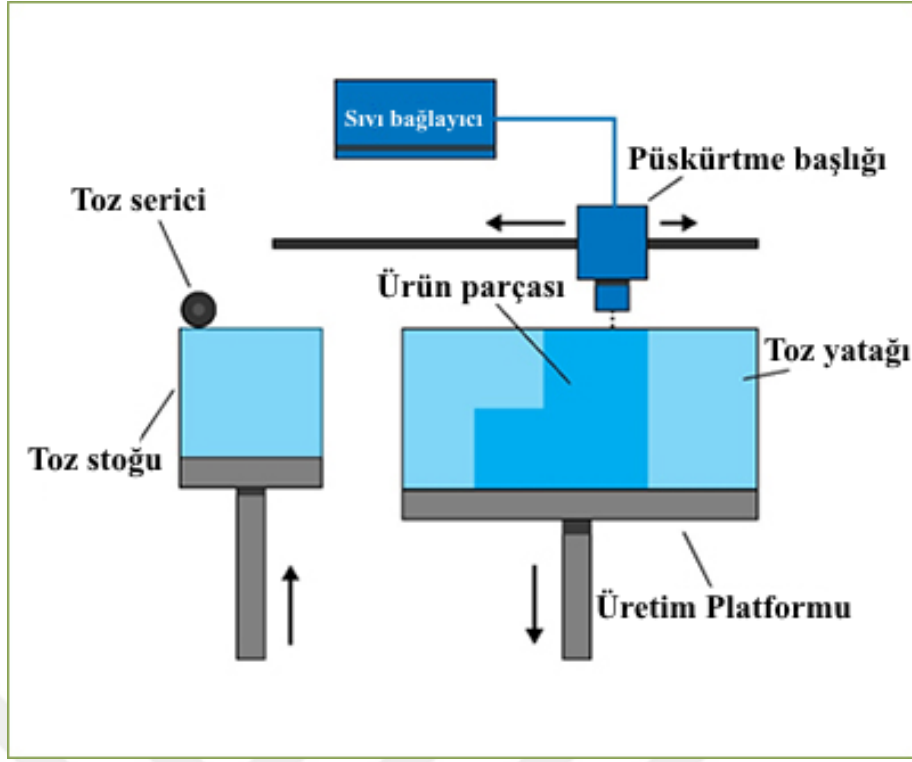 Sıvı bağlayıcı
Püskürtme başlığı
Toz serici
Ürün parçası
Toz yatağı
Toz stoğu
Üretim Platformu